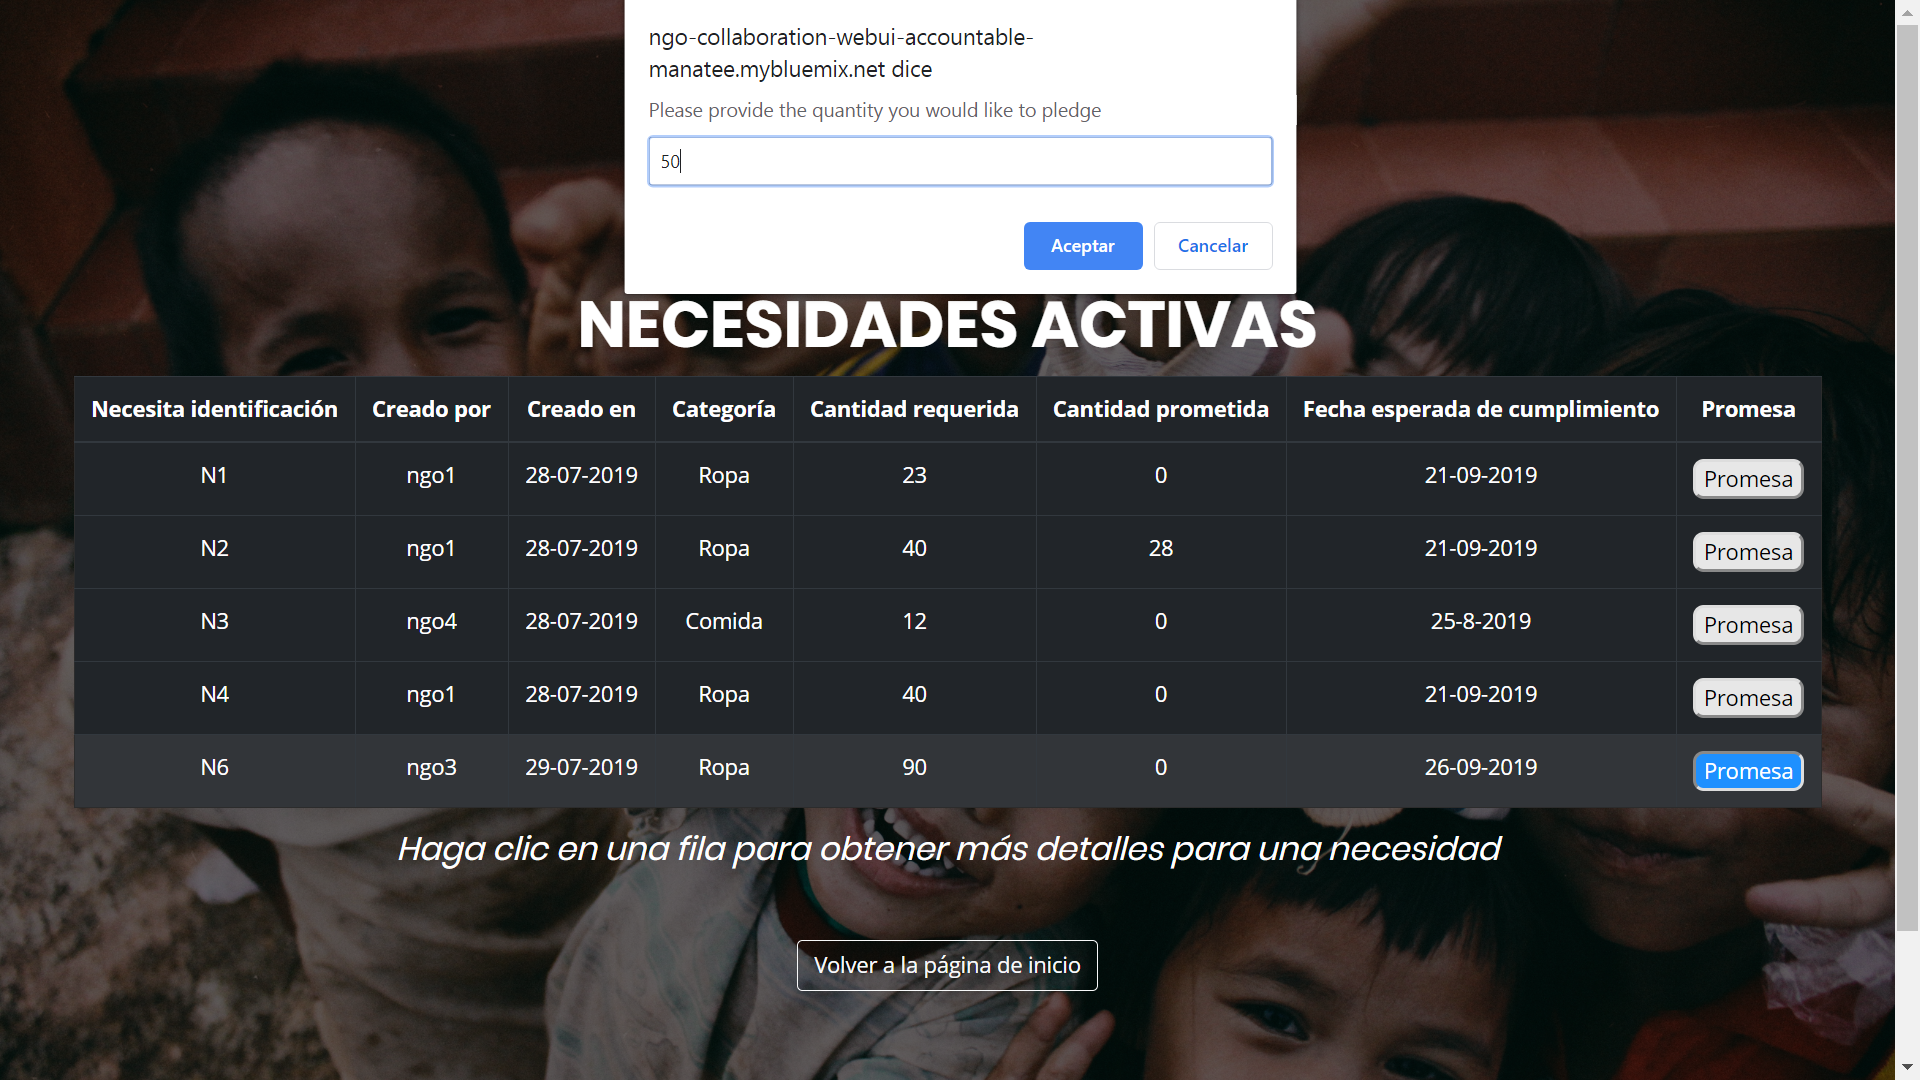 ngo-collaboration-webui-accountable-
manatee.mybluemix.net dice
Please provide the quantity you would like to pledge
50
Aceptar Cancelar
NECESIDADES ACTIVAS
Necesita identificación Creado por Creado en Categoría Cantidad requerida Cantidad prometida Fecha esperada de cumplimiento Promesa
N1 ngo1 28-07-2019 Ropa 23 0 21-09-2019 Promesa
N2 ngo1 28-07-2019 Ropa 40 28 21-09-2019 Promesa
N3 ngo4 28-07-2019 Comida 12 0 25-8-2019 Promesa
N4 ngo1 28-07-2019 Ropa 40 0 21-09-2019 Promesa
N6 ngo3 29-07-2019 Ropa 90 0 26-09-2019 Promesa
Haga clic en una fila para obtener más detalles para una necesidad
Volver a la página de inicio